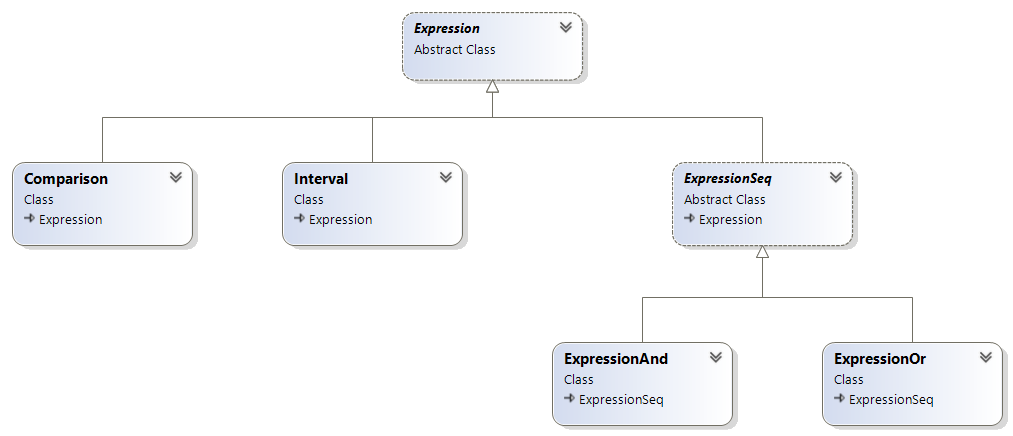 Expression
Abstract Class
Comparison
Class
Expression
Interval
Class
Expression
ExpressionSeq
Abstract Class
Expression
ExpressionAnd
Class
ExpressionSeq
ExpressionOr
Class
ExpressionSeq